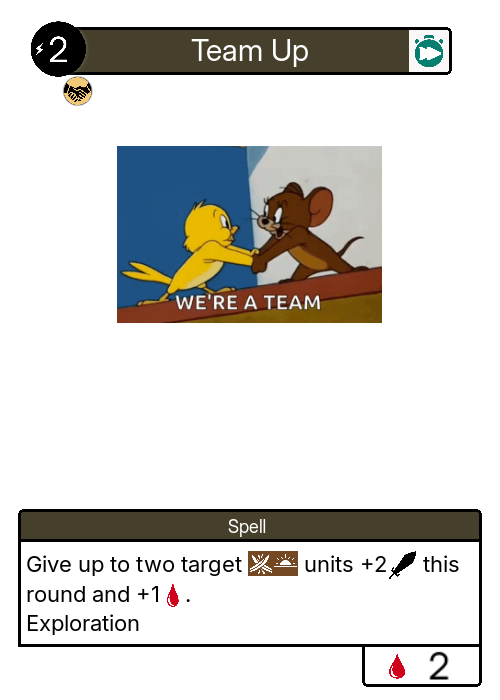 2
Team Up
WE'RE A TEAM
Spell
Give up to two target units +2 this
round and +1 .
Exploration
2